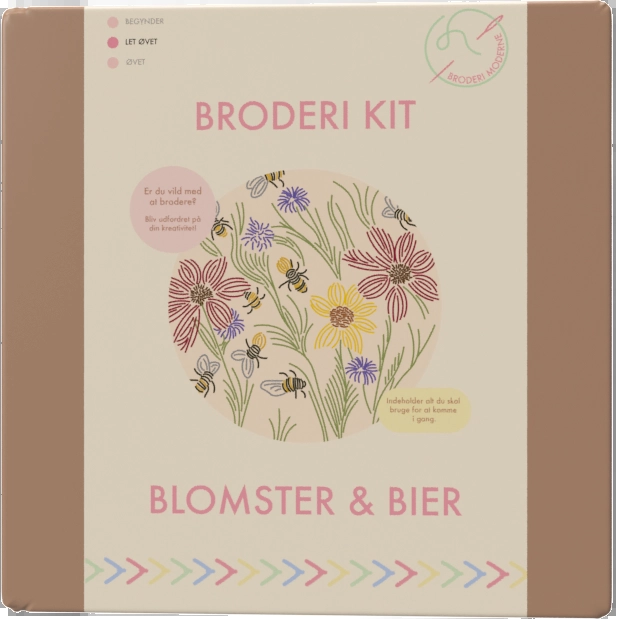 BEGYNDER
LET ØVET
ØVET
BRODERI MODERNE
BRODERI KIT
Er du vild med
at brodere?
Bliv udfordret på
din kreativitet!
Indeholder alt du skal
bruge for at komme
i gang.
BLOMSTER & BIER